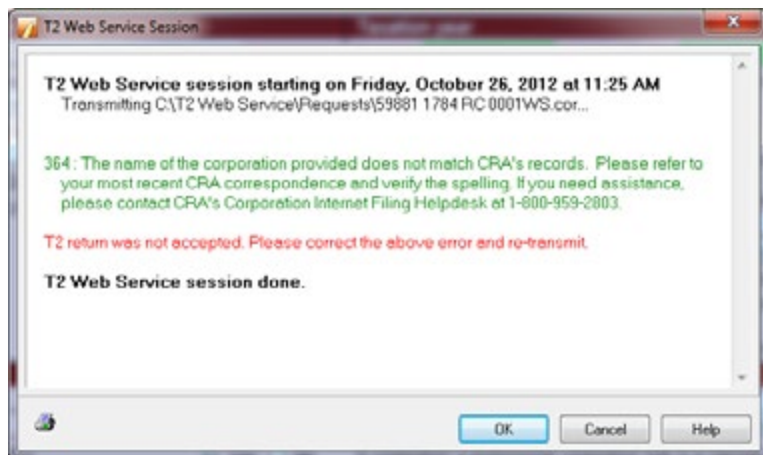 T2 Web Service Session
T2 Web Service session starting on Friday, October 26, 2012 at 11:25 AM
Transmitting C:\T2 Web Service\Requests\59881 1784 RC 0001WS.cor...
364 : The name of the corporation provided does not match CRA's records. Please refer to
your most recent CRA correspondence and verify the spelling. If you need assistance,
please contact CRA's Corporation Internet Filing Helpdesk at 1-800-959-2803.
T2 return was not accepted. Please correct the above error and re-transmit.
T2 Web Service session done.
OK Cancel Help